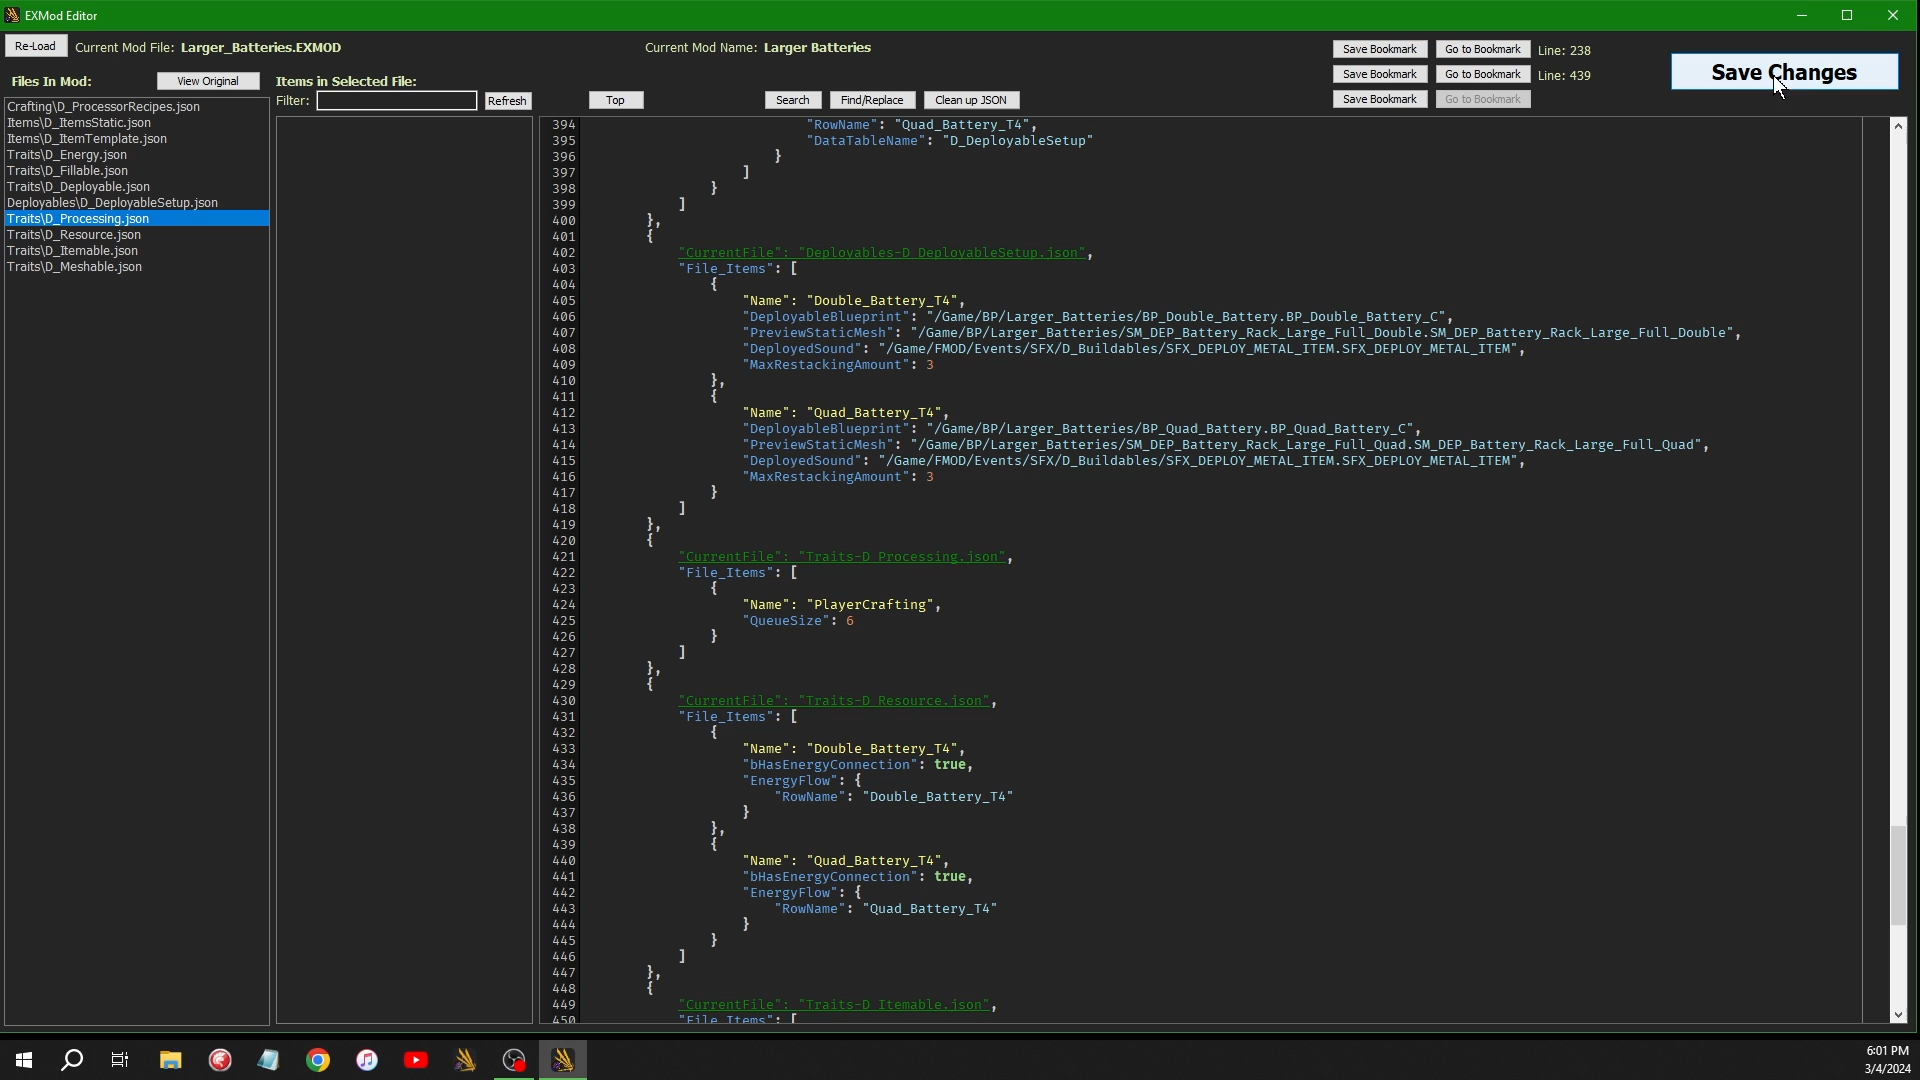 EXMod Editor
Re-Load
Current Mod File: Larger_Batteries.EXMOD
Current Mod Name: Larger Batteries
Save Bookmark
Go to Bookmark
Line: 238
Save Bookmark
Go to Bookmark
Line: 439
Save Bookmark
Go to Bookmark
Save Changes
Files In Mod:
View Original
Items in Selected File:
Filter:
Refresh
Top
Search
Find/Replace
Clean up JSON
Crafting\D_ProcessorRecipes.json
Items\D_ItemsStatic.json
Items\D_ItemTemplate.json
Traits\D_Energy.json
Traits\D_Fillable.json
Traits\D_Deployable.json
Deployables\D_DeployableSetup.json
Traits\D_Processing.json
Traits\D_Resource.json
Traits\D_Itemable.json
Traits\D_Meshable.json
394 "RowName": "Quad_Battery_T4",
395 "DataTableName": "D_DeployableSetup"
396 }
397 ]
398 }
399 ]
400 },
401 {
402 "CurrentFile": "Deployables-D_DeployableSetup.json",
403 "File_Items": [
404 {
405 "Name": "Double_Battery_T4",
406 "DeployableBlueprint": "/Game/BP/Larger_Batteries/BP_Double_Battery.BP_Double_Battery_C",
407 "PreviewStaticMesh": "/Game/BP/Larger_Batteries/SM_DEP_Battery_Rack_Large_Full_Double.SM_DEP_Battery_Rack_Large_Full_Double",
408 "DeployedSound": "/Game/FMOD/Events/SFX/D_Buildables/SFX_DEPLOY_METAL_ITEM.SFX_DEPLOY_METAL_ITEM",
409 "MaxRestackingAmount": 3
410 },
411 {
412 "Name": "Quad_Battery_T4",
413 "DeployableBlueprint": "/Game/BP/Larger_Batteries/BP_Quad_Battery.BP_Quad_Battery_C",
414 "PreviewStaticMesh": "/Game/BP/Larger_Batteries/SM_DEP_Battery_Rack_Large_Full_Quad.SM_DEP_Battery_Rack_Large_Full_Quad",
415 "DeployedSound": "/Game/FMOD/Events/SFX/D_Buildables/SFX_DEPLOY_METAL_ITEM.SFX_DEPLOY_METAL_ITEM",
416 "MaxRestackingAmount": 3
417 }
418 ]
419 },
420 {
421 "CurrentFile": "Traits-D_Processing.json",
422 "File_Items": [
423 {
424 "Name": "PlayerCrafting",
425 "QueueSize": 6
426 }
427 ]
428 },
429 {
430 "CurrentFile": "Traits-D_Resource.json",
431 "File_Items": [
432 {
433 "Name": "Double_Battery_T4",
434 "bHasEnergyConnection": true,
435 "EnergyFlow": {
436 "RowName": "Double_Battery_T4"
437 }
438 },
439 {
440 "Name": "Quad_Battery_T4",
441 "bHasEnergyConnection": true,
442 "EnergyFlow": {
443 "RowName": "Quad_Battery_T4"
444 }
445 }
446 ]
447 },
448 {
449 "CurrentFile": "Traits-D_Itemable.json",
450 "File_Items": [
6:01 PM
3/4/2024